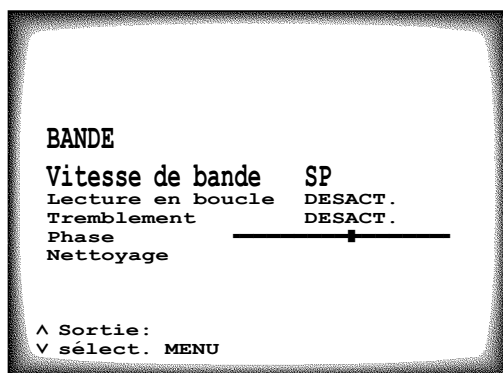 BANDE
Vitesse de bande SP
Lecture en boucle DESACT.
Tremblement DESACT.
Phase
Nettoyage
∧ Sortie:
∨ sélect. MENU